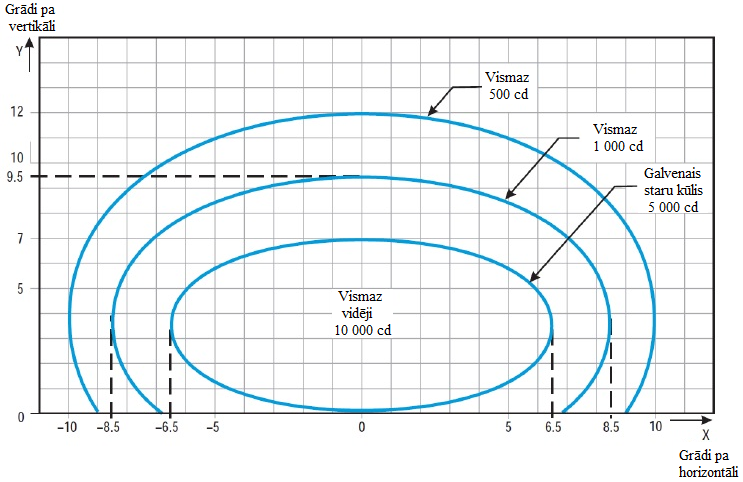 Grādi pa
vertikāli
Y
12
10
9.5
7
5
0
Vismaz
500 cd
Vismaz
1 000 cd
Galvenais
staru kūlis
5 000 cd
Vismaz
vidēji
10 000 cd
−10
−8.5
−6.5
−5
0
5
6.5
8.5
10
X
Grādi pa
horizontāli